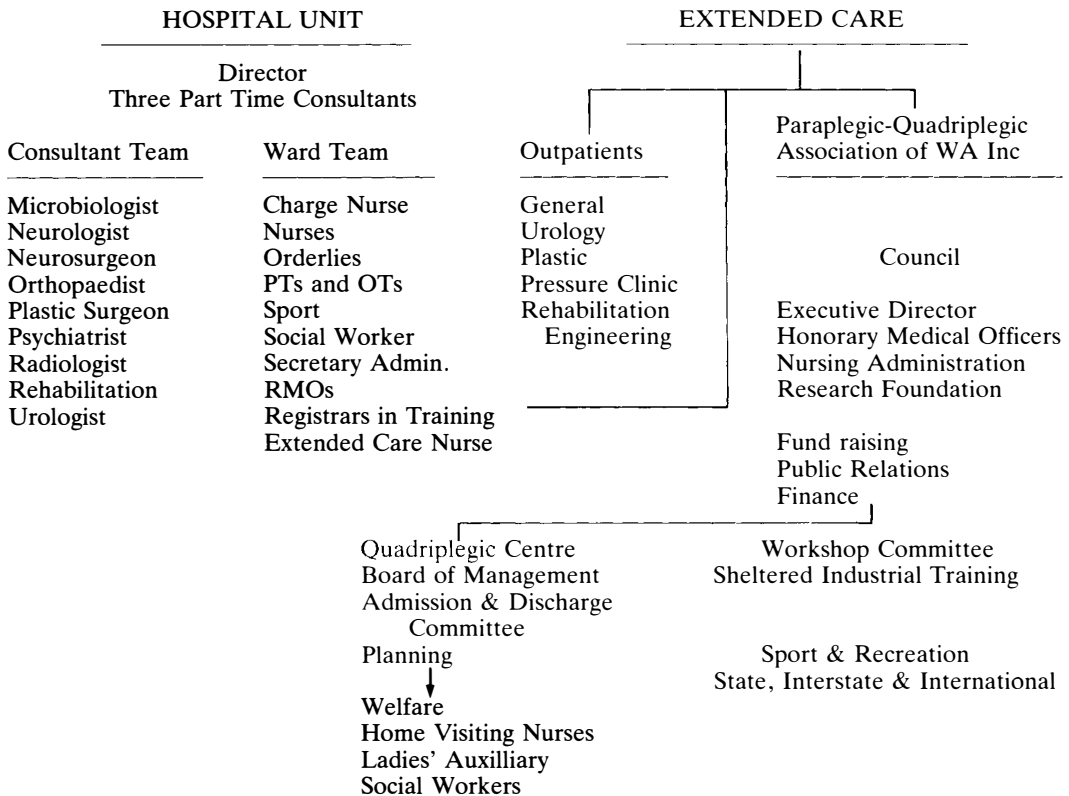 HOSPITAL UNIT
Director
Three Part Time Consultants
Consultant Team
Microbiologist
Neurologist
Neurosurgeon
Orthopaedist
Plastic Surgeon
Psychiatrist
Radiologist
Rehabilitation
Urologist
Ward Team
Charge Nurse
Nurses
Orderlies
PTs and OTs
Sport
Social Worker
Secretary Admin.
RMOs
Registrars in Training
Extended Care Nurse
EXTENDED CARE
Outpatients
General
Urology
Plastic
Pressure Clinic
Rehabilitation
Engineering
Paraplegic-Quadriplegic
Association of WA Inc
Council
Executive Director
Honorary Medical Officers
Nursing Administration
Research Foundation
Fund raising
Public Relations
Finance
Quadriplegic Centre
Board of Management
Admission & Discharge
Committee
Planning
Welfare
Home Visiting Nurses
Ladies' Auxilliary
Social Workers
Workshop Committee
Sheltered Industrial Training
Sport & Recreation
State, Interstate & International